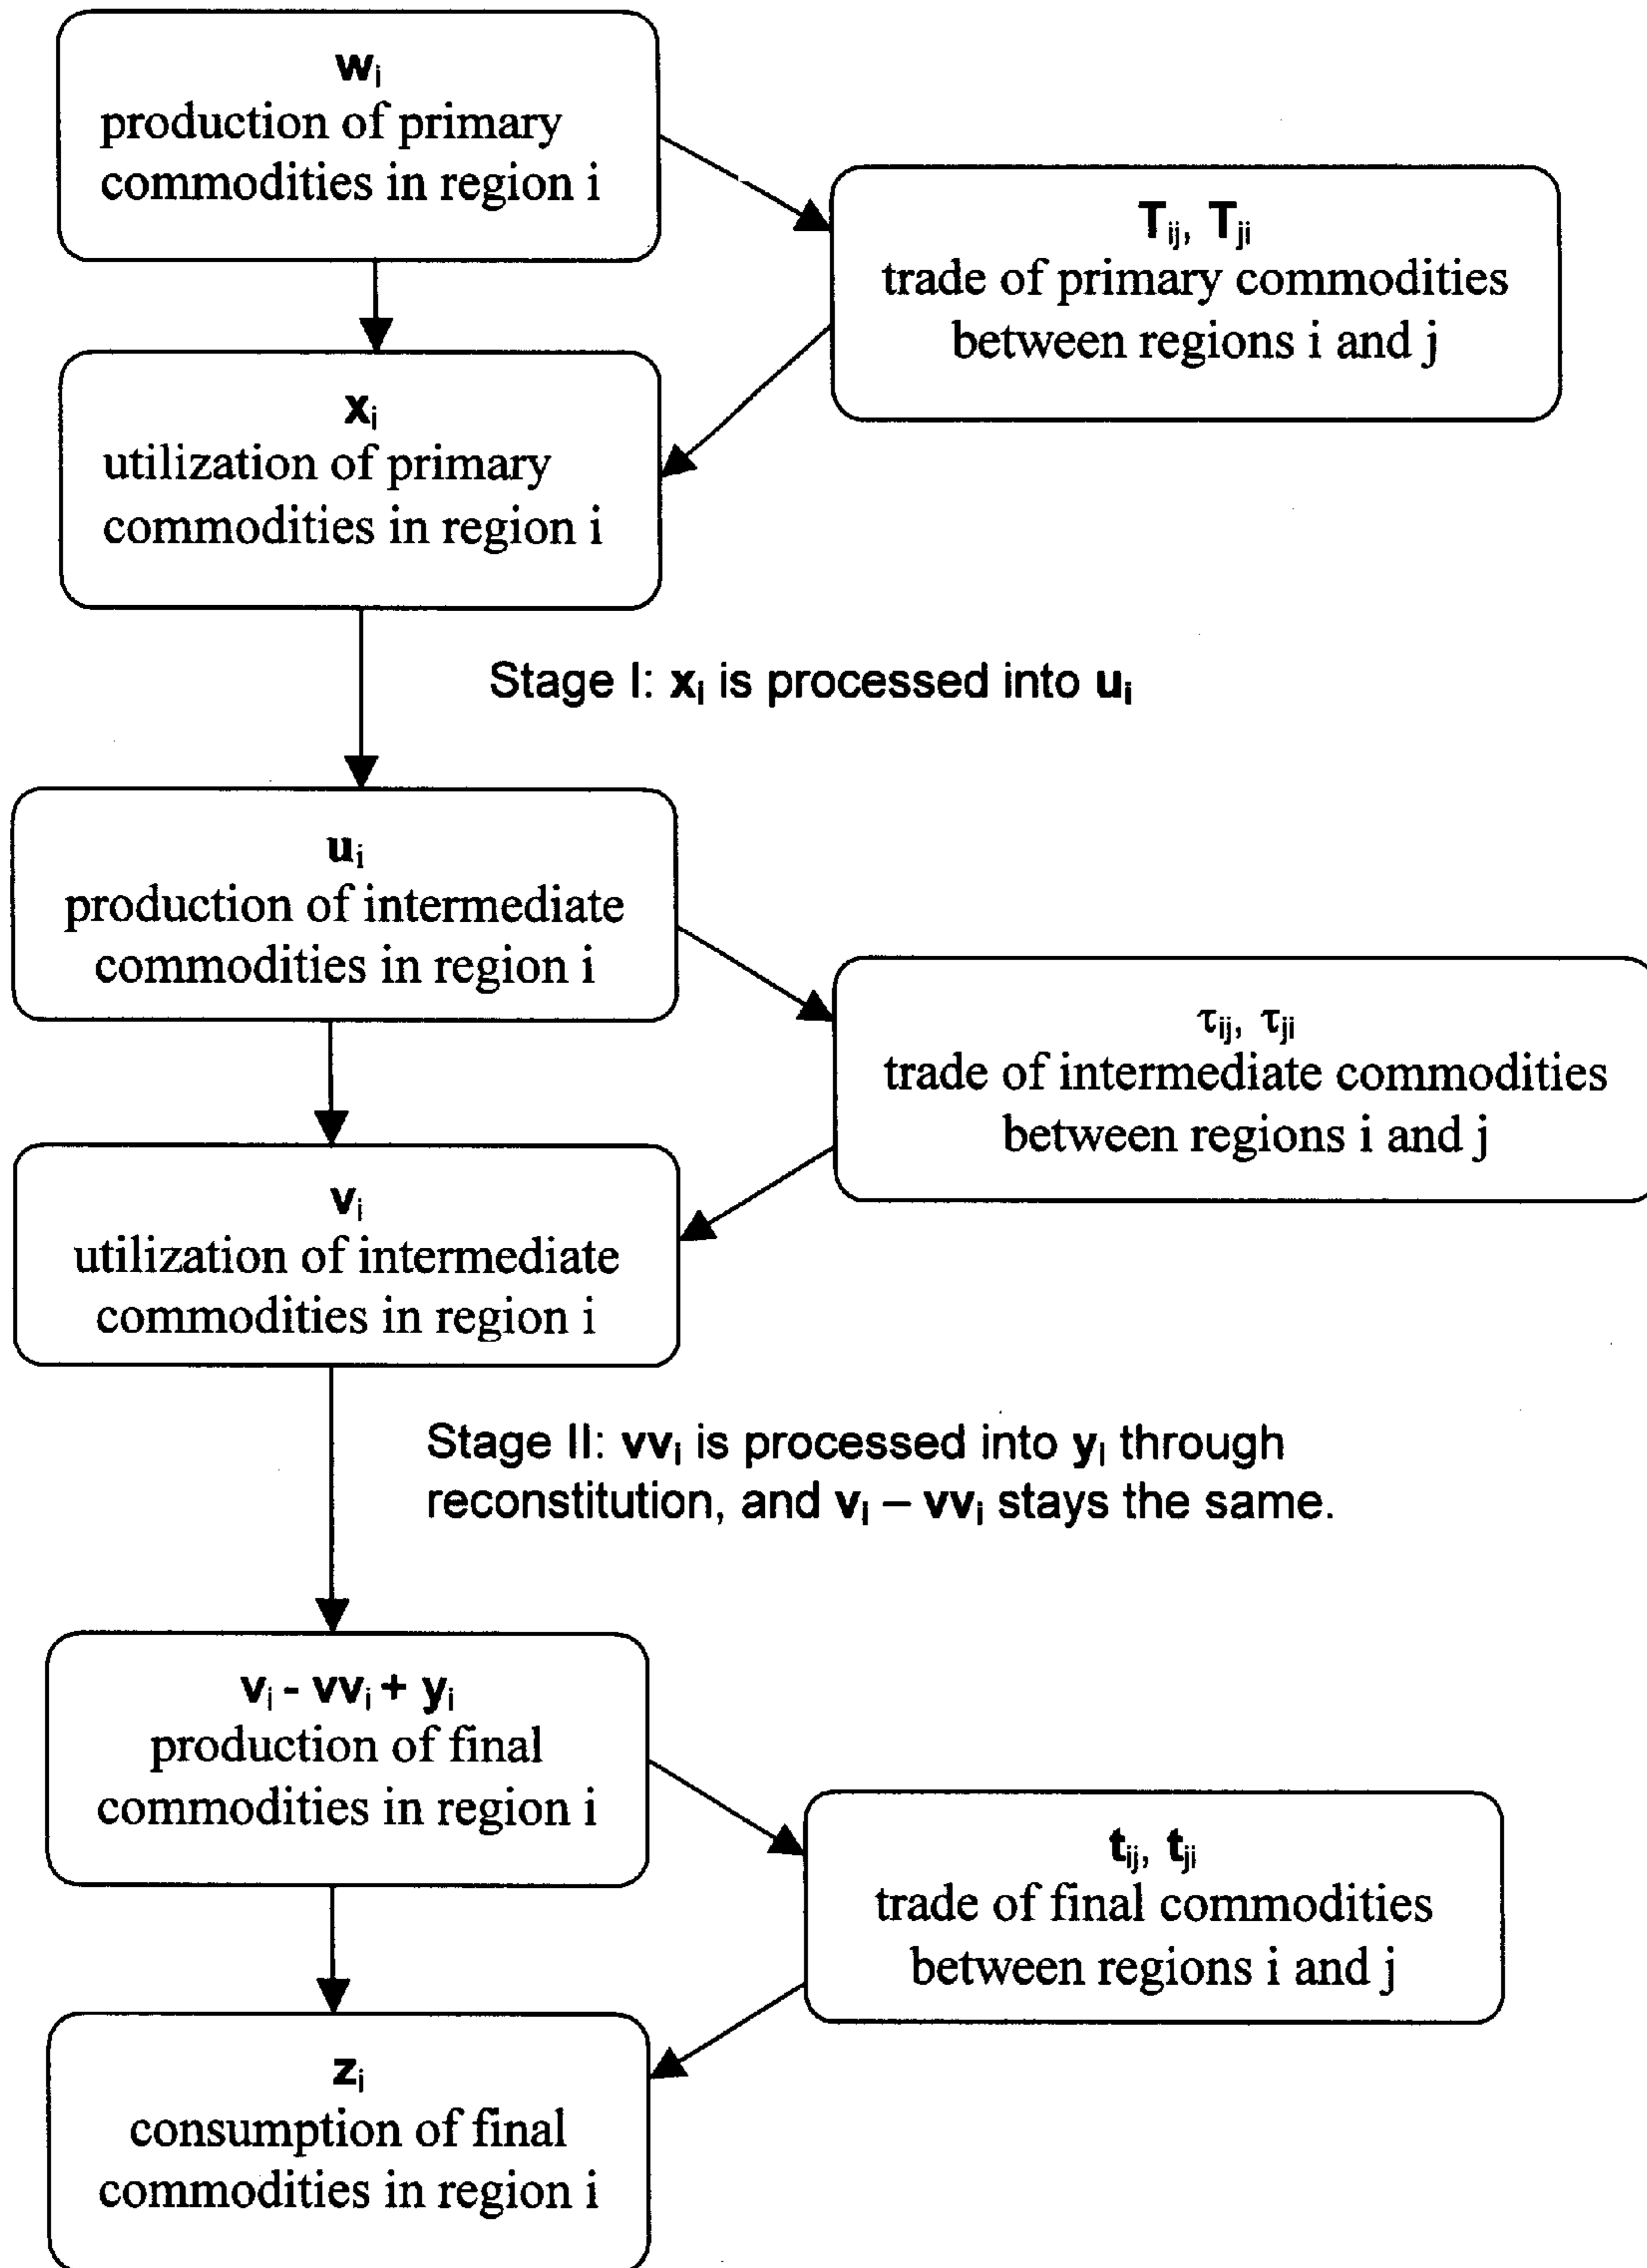 wᵢ
production of primary
commodities in region i
Tᵢⱼ, Tⱼᵢ
trade of primary commodities
between regions i and j
xᵢ
utilization of primary
commodities in region i
Stage I: xᵢ is processed into uᵢ
uᵢ
production of intermediate
commodities in region i
τᵢⱼ, τⱼᵢ
trade of intermediate commodities
between regions i and j
vᵢ
utilization of intermediate
commodities in region i
Stage II: vvᵢ is processed into yᵢ through
reconstitution, and vᵢ – vvᵢ stays the same.
vᵢ - vvᵢ + yᵢ
production of final
commodities in region i
tᵢⱼ, tⱼᵢ
trade of final commodities
between regions i and j
zᵢ
consumption of final
commodities in region i